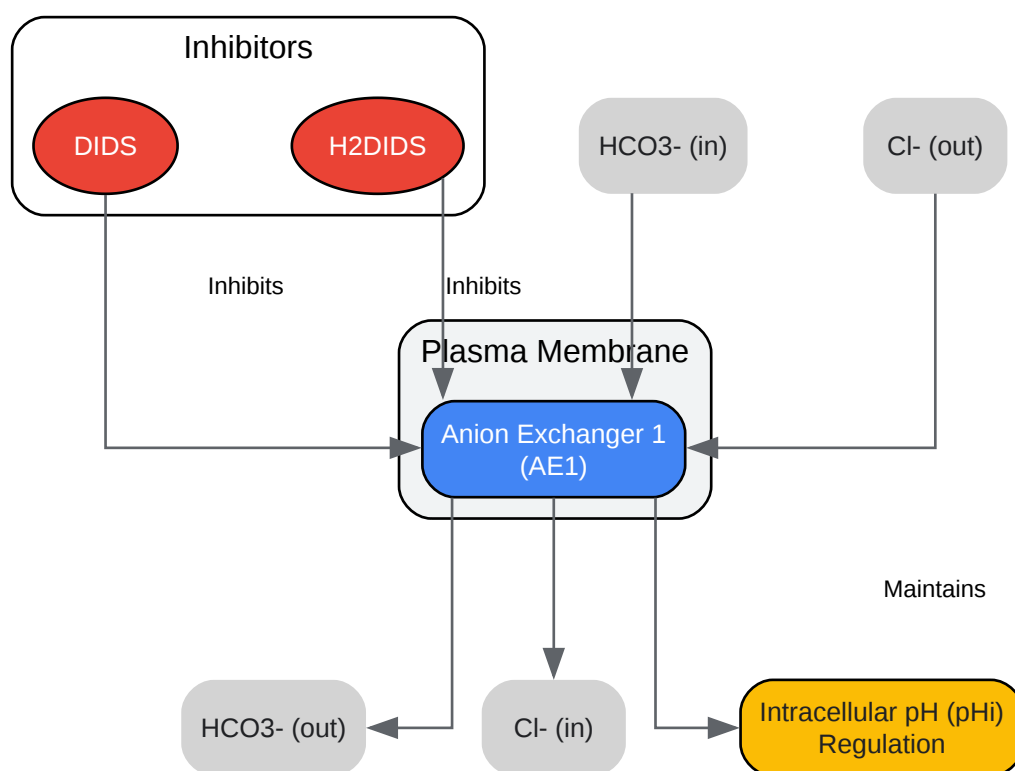 Inhibitors
DIDS
H2DIDS
HCO3- (in)
Cl- (out)
Inhibits
Inhibits
Plasma Membrane
Anion Exchanger 1
(AE1)
Maintains
HCO3- (out)
Cl- (in)
Intracellular pH (pHi)
Regulation